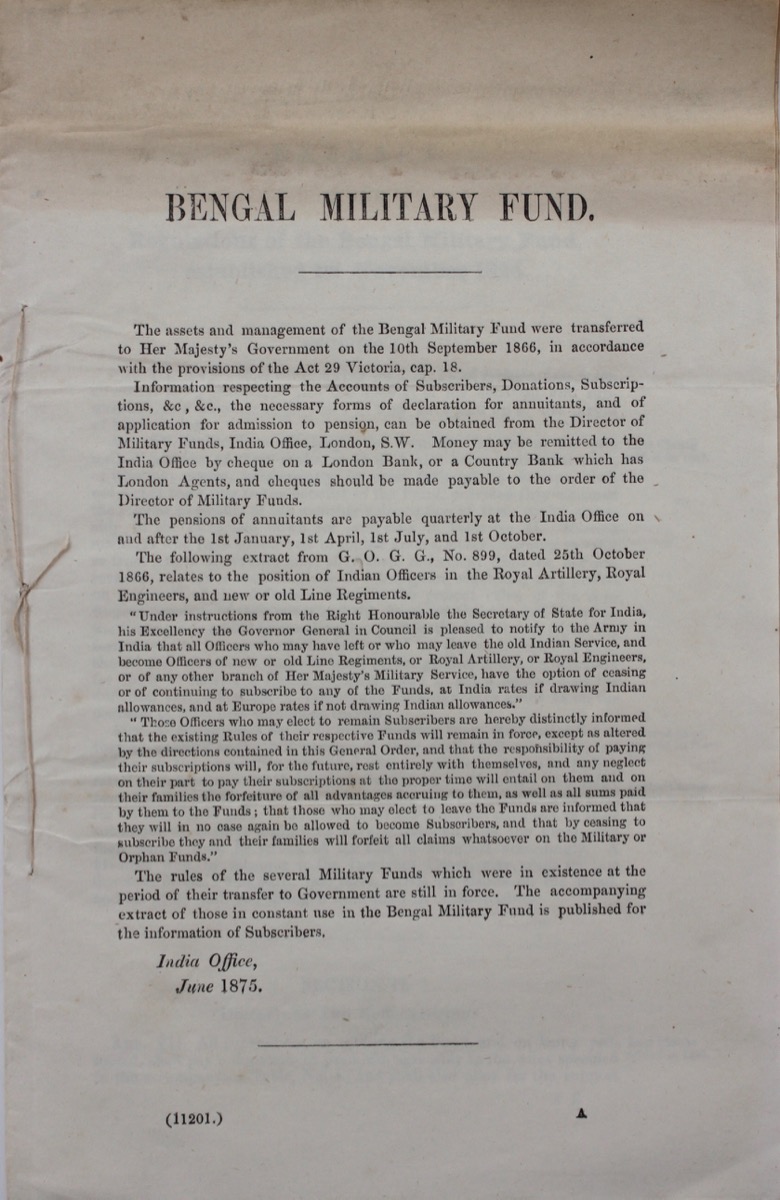 BENGAL MILITARY FUND.
The assets and management of the Bengal Military Fund were transferred
to Her Majesty's Government on the 10th September 1866, in accordance
with the provisions of the Act 29 Victoria, cap. 18.
Information respecting the Accounts of Subscribers, Donations, Subscrip-
tions, &c , &c., the necessary forms of declaration for annuitants, and of
application for admission to pension, can be obtained from the Director of
Military Funds, India Office, London, S.W. Money may be remitted to the
India Office by cheque on a London Bank, or a Country Bank which has
London Agents, and cheques should be made payable to the order of the
Director of Military Funds.
The pensions of annuitants are payable quarterly at the India Office on
and after the 1st January, 1st April, 1st July, and 1st October.
The following extract from G. O. G. G., No. 899, dated 25th October
1866, relates to the position of Indian Officers in the Royal Artillery, Royal
Engineers, and new or old Line Regiments.
"Under instructions from the Right Honourable the Secretary of State for India,
his Excellency the Governor General in Council is pleased to notify to the Army in
India that all Officers who may have left or who may leave the old Indian Service, and
become Officers of new or old Line Regiments, or Royal Artillery, or Royal Engineers,
or of any other branch of Her Majesty's Military Service, have the option of ceasing
or of continuing to subscribe to any of the Funds, at India rates if drawing Indian
allowances, and at Europe rates if not drawing Indian allowances."
"Those Officers who may elect to remain Subscribers are hereby distinctly informed
that the existing Rules of their respective Funds will remain in force, except as altered
by the directions contained in this General Order, and that the responsibility of paying
their subscriptions will, for the future, rest entirely with themselves, and any neglect
on their part to pay their subscriptions at the proper time will entail on them and on
their families the forfeiture of all advantages accruing to them, as well as all sums paid
by them to the Funds; that those who may elect to leave the Funds are informed that
they will in no case again be allowed to become Subscribers, and that by ceasing to
subscribe they and their families will forfeit all claims whatsoever on the Military or
Orphan Funds."
The rules of the several Military Funds which were in existence at the
period of their transfer to Government are still in force. The accompanying
extract of those in constant use in the Bengal Military Fund is published for
the information of Subscribers.
India Office,
June 1875.
(11201.) A